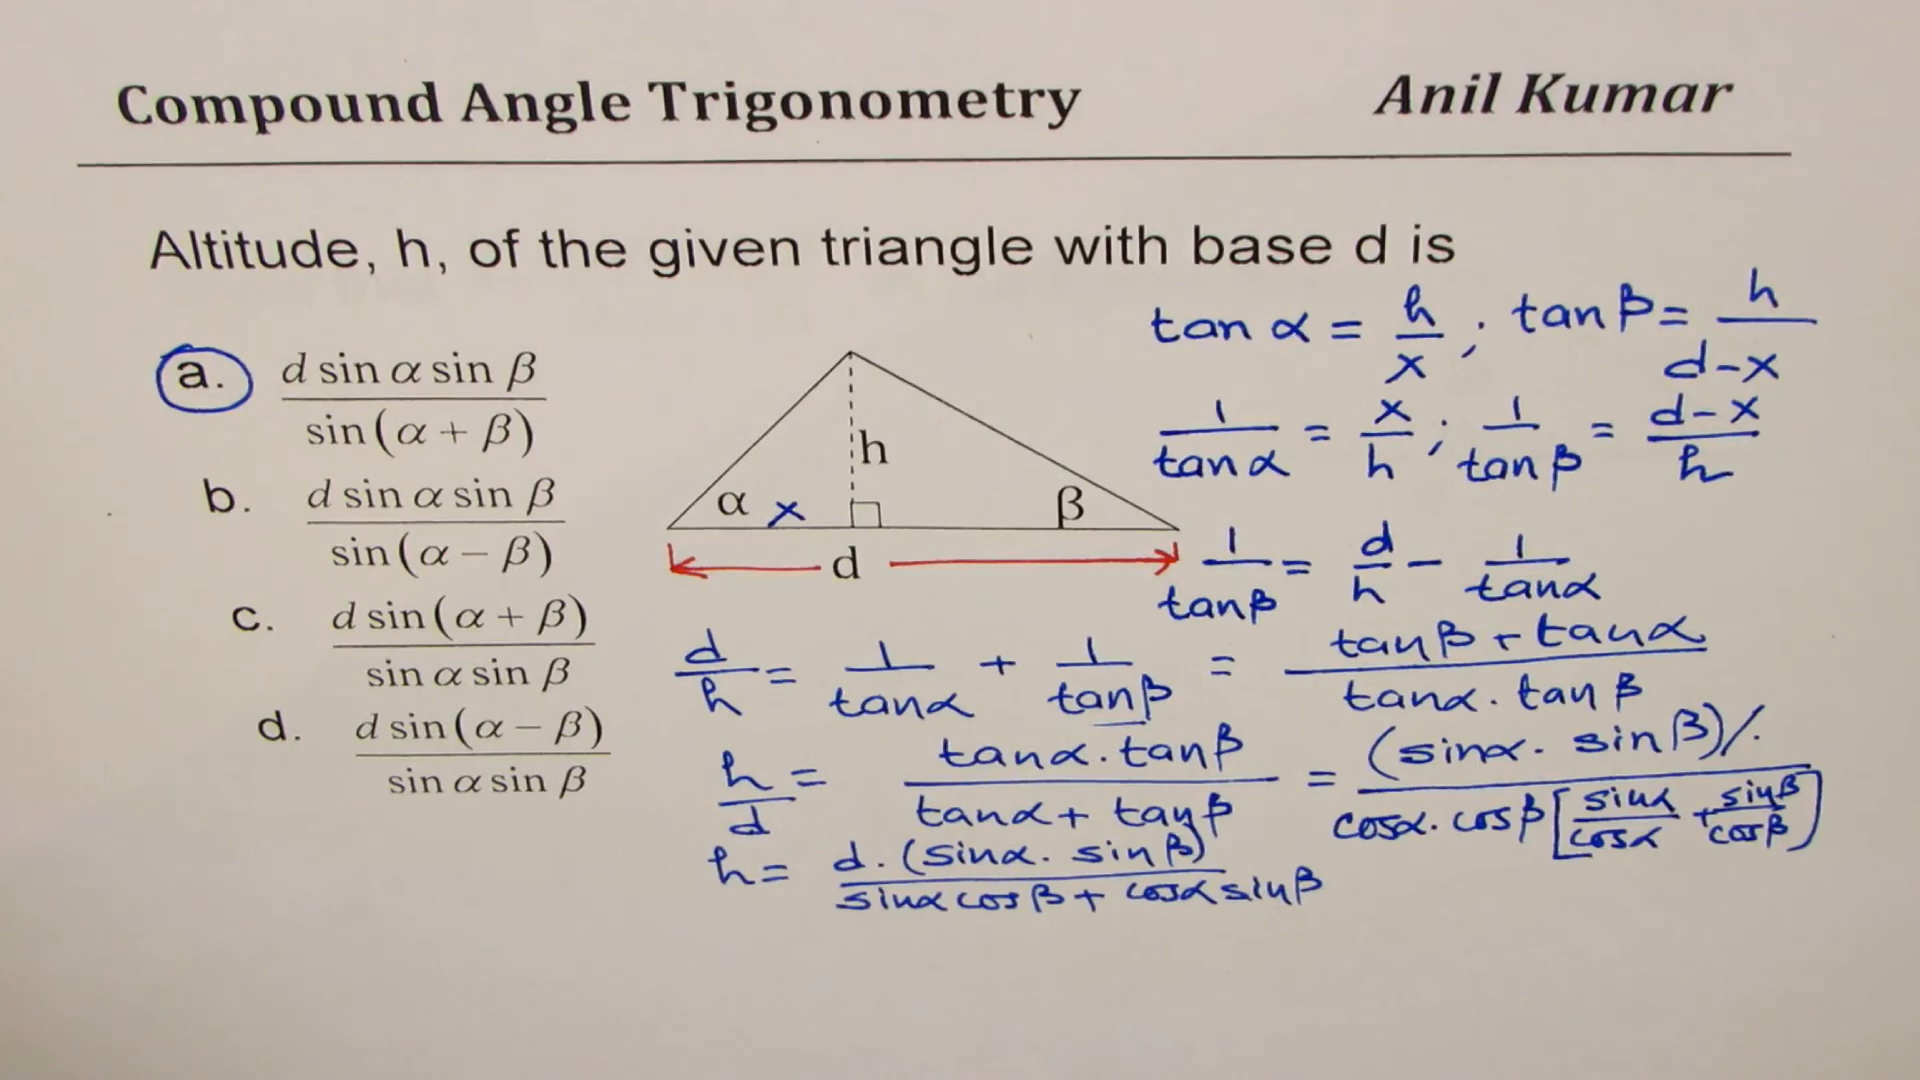 Compound Angle Trigonometry
Anil Kumar
Altitude, h, of the given triangle with base d is
a. d sin α sin β / sin(α + β)
b. d sin α sin β / sin(α − β)
c. d sin(α + β) / sin α sin β
d. d sin(α − β) / sin α sin β
h
α x β
d
tan α = h/x ; tan β = h/(d-x)
1/tan α = x/h ; 1/tan β = (d-x)/h
1/tan β = d/h - 1/tan α
d/h = 1/tan α + 1/tan β = (tan β + tan α)/(tan α . tan β)
h/d = (tan α . tan β)/(tan α + tan β) = (sin α . sin β)/. / cos α . cos β [sin α/cos α + sin β/cos β]
h = d . (sin α . sin β) / sin α cos β + cos α sin β